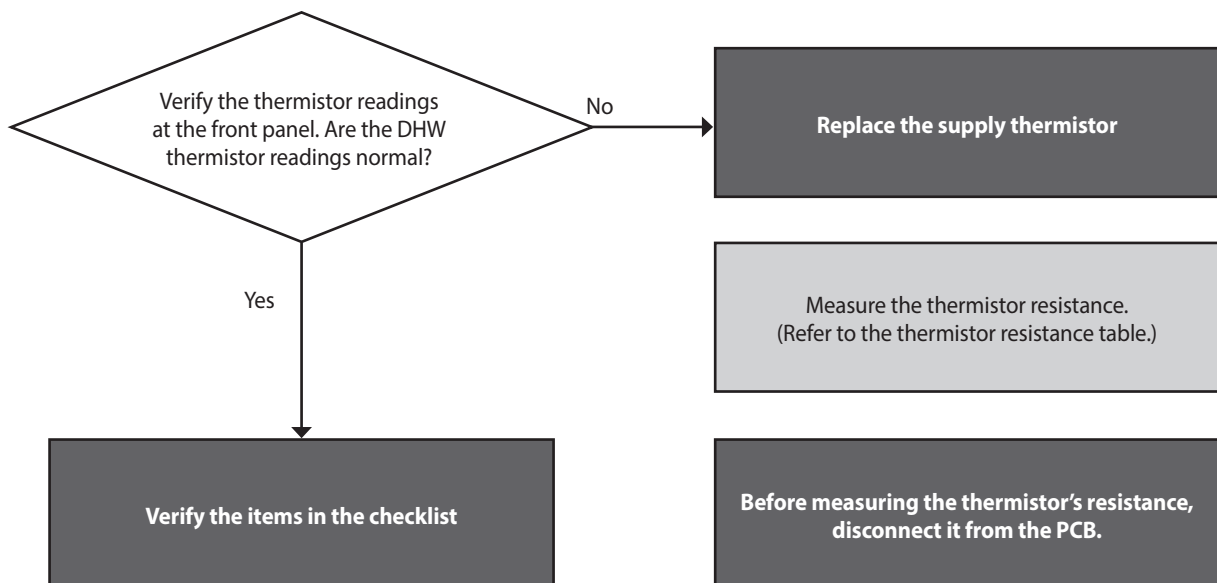 Verify the thermistor readings
at the front panel. Are the DHW
thermistor readings normal?
No
Replace the supply thermistor
Measure the thermistor resistance.
(Refer to the thermistor resistance table.)
Yes
Verify the items in the checklist
Before measuring the thermistor’s resistance,
disconnect it from the PCB.